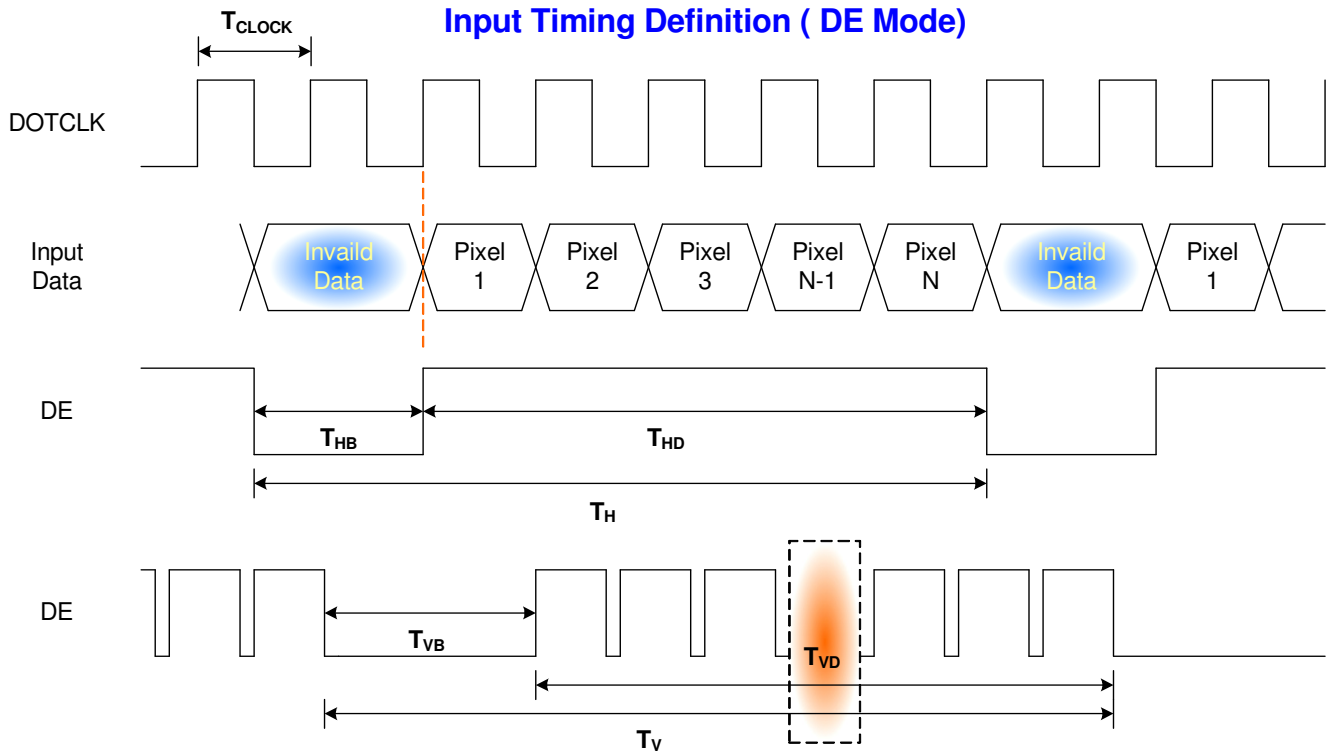 Input Timing Definition ( DE Mode)
TCLOCK
DOTCLK
Input
Data
Invaild
Data
Pixel
1
Pixel
2
Pixel
3
Pixel
N-1
Pixel
N
Invaild
Data
Pixel
1
DE
THB
THD
TH
DE
TVB
TVD
TV